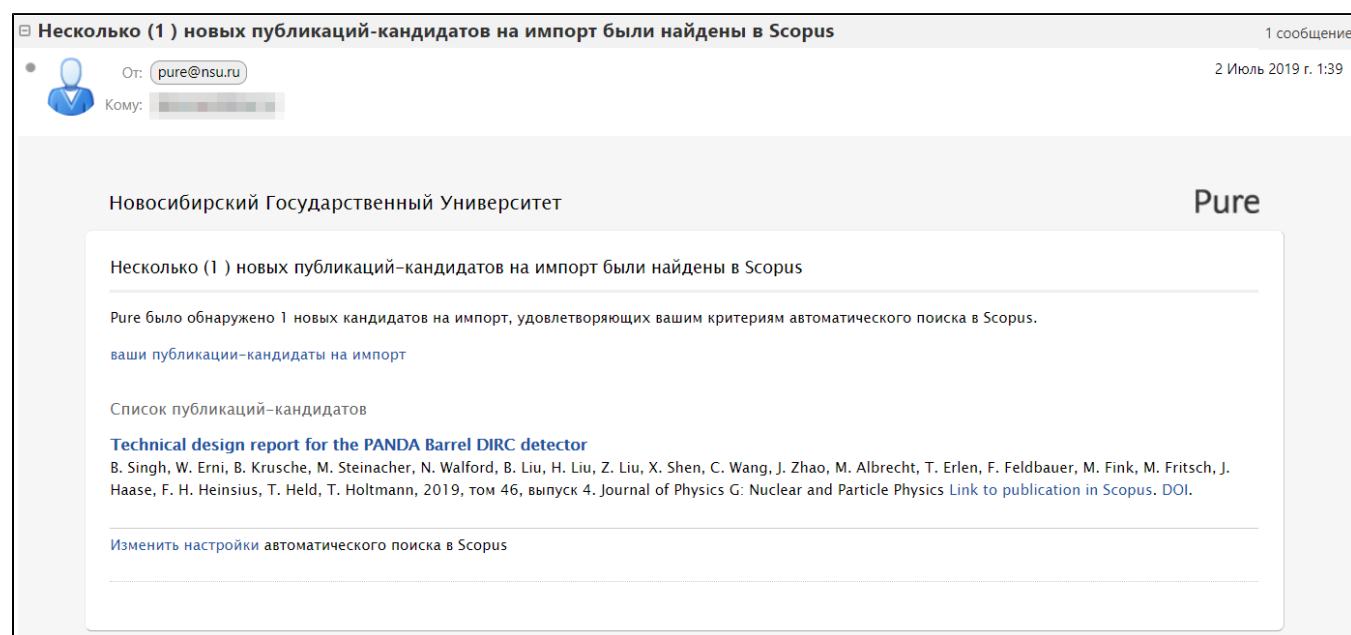 Несколько (1 ) новых публикаций-кандидатов на импорт были найдены в Scopus
1 сообщение
От: pure@nsu.ru
2 Июль 2019 г. 1:39
Кому:
Новосибирский Государственный Университет
Pure
Несколько (1 ) новых публикаций-кандидатов на импорт были найдены в Scopus
Pure было обнаружено 1 новых кандидатов на импорт, удовлетворяющих вашим критериям автоматического поиска в Scopus.
ваши публикации-кандидаты на импорт
Список публикаций-кандидатов
Technical design report for the PANDA Barrel DIRC detector
B. Singh, W. Erni, B. Krusche, M. Steinacher, N. Walford, B. Liu, H. Liu, Z. Liu, X. Shen, C. Wang, J. Zhao, M. Albrecht, T. Erlen, F. Feldbauer, M. Fink, M. Fritsch, J.
Haase, F. H. Heinsius, T. Held, T. Holtmann, 2019, том 46, выпуск 4. Journal of Physics G: Nuclear and Particle Physics Link to publication in Scopus. DOI.
Изменить настройки автоматического поиска в Scopus